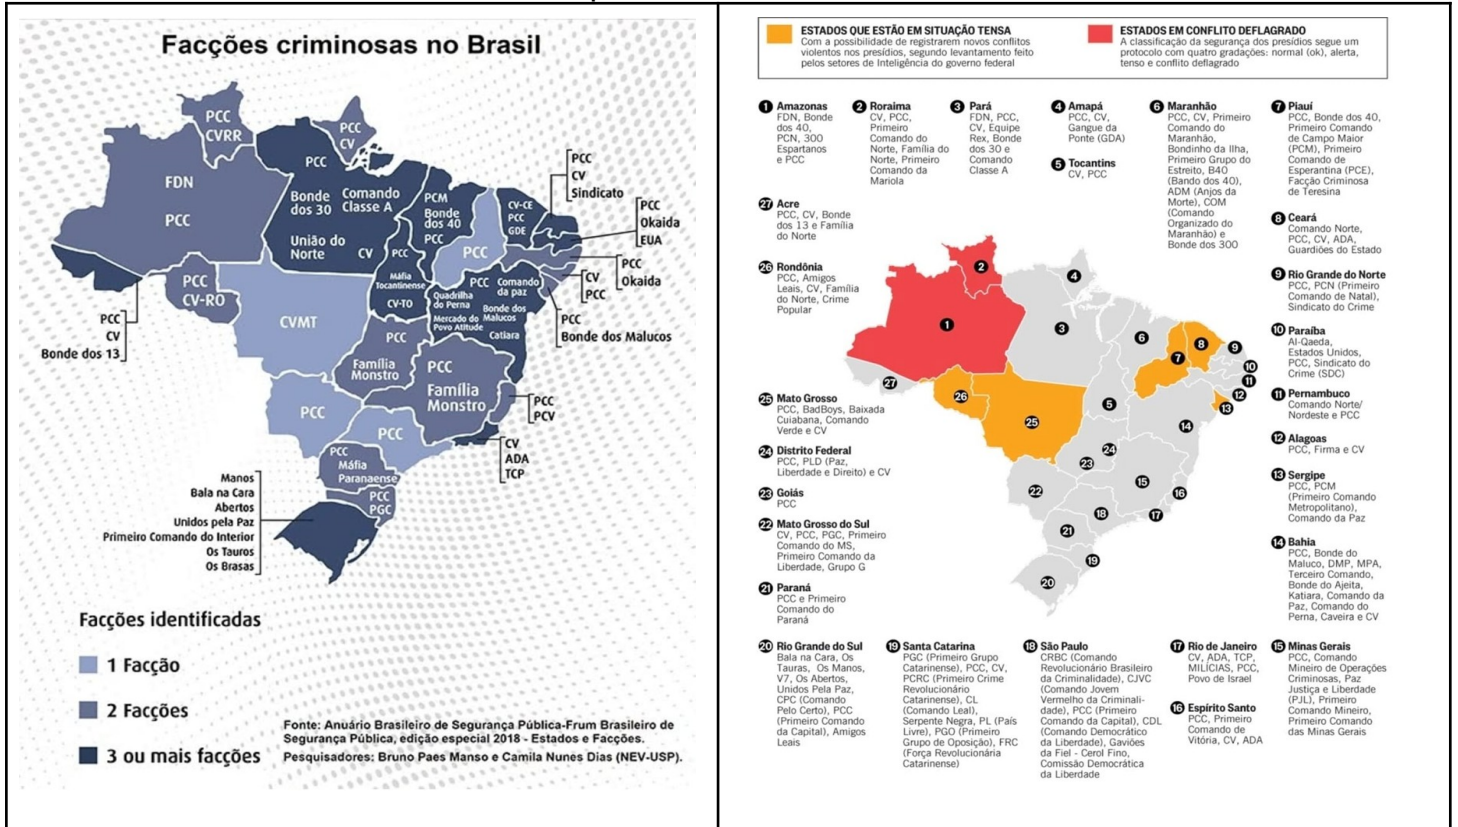 Facções criminosas no Brasil
PCC
CVRR
PCC
CV
FDN
PCC
PCC
Bonde
dos 30
Comando
Classe A
União do
Norte
CV
PCM
Bonde
dos 40
PCC
PCC
CV-CE
PCC
GDE
PCC
CV
Sindicato
PCC
Okaida
EUA
PCC
Okaida
CV
PCC
PCC
Bonde dos Malucos
PCC
Máfia
Tocantinense
CV-TO
PCC
Comando
da paz
Quadrilha
do Perna
Bonde dos
Malucos
Mercado do
Povo Atitude
Catiara
PCC
CV-RO
PCC
CV
Bonde dos 13
CVMT
PCC
Família
Monstro
PCC
Família
Monstro
PCC
PCV
PCC
PCC
CV
ADA
TCP
PCC
Máfia
Paranaense
PCC
PGC
Manos
Bala na Cara
Abertos
Unidos pela Paz
Primeiro Comando do Interior
Os Tauros
Os Brasas
Facções identificadas
1 Facção
2 Facções
3 ou mais facções
Fonte: Anuário Brasileiro de Segurança Pública-Frum Brasileiro de
Segurança Pública, edição especial 2018 - Estados e Facções.
Pesquisadores: Bruno Paes Manso e Camila Nunes Dias (NEV-USP).
ESTADOS QUE ESTÃO EM SITUAÇÃO TENSA
Com a possibilidade de registrarem novos conflitos
violentos nos presídios, segundo levantamento feito
pelos setores de Inteligência do governo federal
ESTADOS EM CONFLITO DEFLAGRADO
A classificação da segurança dos presídios segue um
protocolo com quatro gradações: normal (ok), alerta,
tenso e conflito deflagrado
1 Amazonas
FDN, Bonde
dos 40,
PCN, 300
Espartanos
e PCC
2 Roraima
CV, PCC,
Primeiro
Comando do
Norte, Família do
Norte, Primeiro
Comando da
Mariola
3 Pará
FDN, PCC,
CV, Equipe
Rex, Bonde
dos 30 e
Comando
Classe A
4 Amapá
PCC, CV,
Gangue da
Ponte (GDA)
5 Tocantins
CV, PCC
6 Maranhão
PCC, CV, Primeiro
Comando do
Maranhão,
Bondinho da Ilha,
Primeiro Grupo do
Estreito, B40
(Bando dos 40),
ADM (Anjos da
Morte), COM
(Comando
Organizado do
Maranhão) e
Bonde dos 300
7 Piauí
PCC, Bonde dos 40,
Primeiro Comando
de Campo Maior
(PCM), Primeiro
Comando de
Esperantina (PCE),
Facção Criminosa
de Teresina
8 Ceará
Comando Norte,
PCC, CV, ADA,
Guardiões do Estado
9 Rio Grande do Norte
PCC, PCN (Primeiro
Comando de Natal),
Sindicato do Crime
10 Paraíba
Al-Qaeda,
Estados Unidos,
PCC, Sindicato do
Crime (SDC)
11 Pernambuco
Comando Norte/
Nordeste e PCC
12 Alagoas
PCC, Firma e CV
13 Sergipe
PCC, PCM
(Primeiro Comando
Metropolitano),
Comando da Paz
14 Bahia
PCC, Bonde do
Maluco, DMP, MPA,
Terceiro Comando,
Bonde do Ajeita,
Katiara, Comando da
Paz, Comando do
Perna, Caveira e CV
27 Acre
PCC, CV, Bonde
dos 13 e Família
do Norte
26 Rondônia
PCC, Amigos
Leais, CV, Família
do Norte, Crime
Popular
25 Mato Grosso
PCC, BadBoys, Baixada
Cuiabana, Comando
Verde e CV
24 Distrito Federal
PCC, PLD (Paz,
Liberdade e Direito) e CV
23 Goiás
PCC
22 Mato Grosso do Sul
CV, PCC, PGC, Primeiro
Comando do MS,
Primeiro Comando da
Liberdade, Grupo G
21 Paraná
PCC e Primeiro
Comando do
Paraná
20 Rio Grande do Sul
Bala na Cara, Os
Tauras, Os Manos,
V7, Os Abertos,
Unidos Pela Paz,
CPC (Comando
Pelo Certo), PCC
(Primeiro Comando
da Capital), Amigos
Leais
19 Santa Catarina
PGC (Primeiro Grupo
Catarinense), PCC, CV,
PCRC (Primeiro Crime
Revolucionário
Catarinense), CL
(Comando Leal),
Serpente Negra, PL (País
Livre), PGO (Primeiro
Grupo de Oposição), FRC
(Força Revolucionária
Catarinense)
18 São Paulo
CRBC (Comando
Revolucionário Brasileiro
da Criminalidade), CJVC
(Comando Jovem
Vermelho da Criminali-
dade), PCC (Primeiro
Comando da Capital), CDL
(Comando Democrático
da Liberdade), Gaviões
da Fiel - Cerol Fino,
Comissão Democrática
da Liberdade
17 Rio de Janeiro
CV, ADA, TCP,
MILÍCIAS, PCC,
Povo de Israel
16 Espírito Santo
PCC, Primeiro
Comando de
Vitória, CV, ADA
15 Minas Gerais
PCC, Comando
Mineiro de Operações
Criminosas, Paz
Justiça e Liberdade
(PJL), Primeiro
Comando Mineiro,
Primeiro Comando
das Minas Gerais
2
4
1
3
6
8
7
9
10
11
12
13
27
26
25
5
14
24
23
15
22
16
18
17
21
19
20